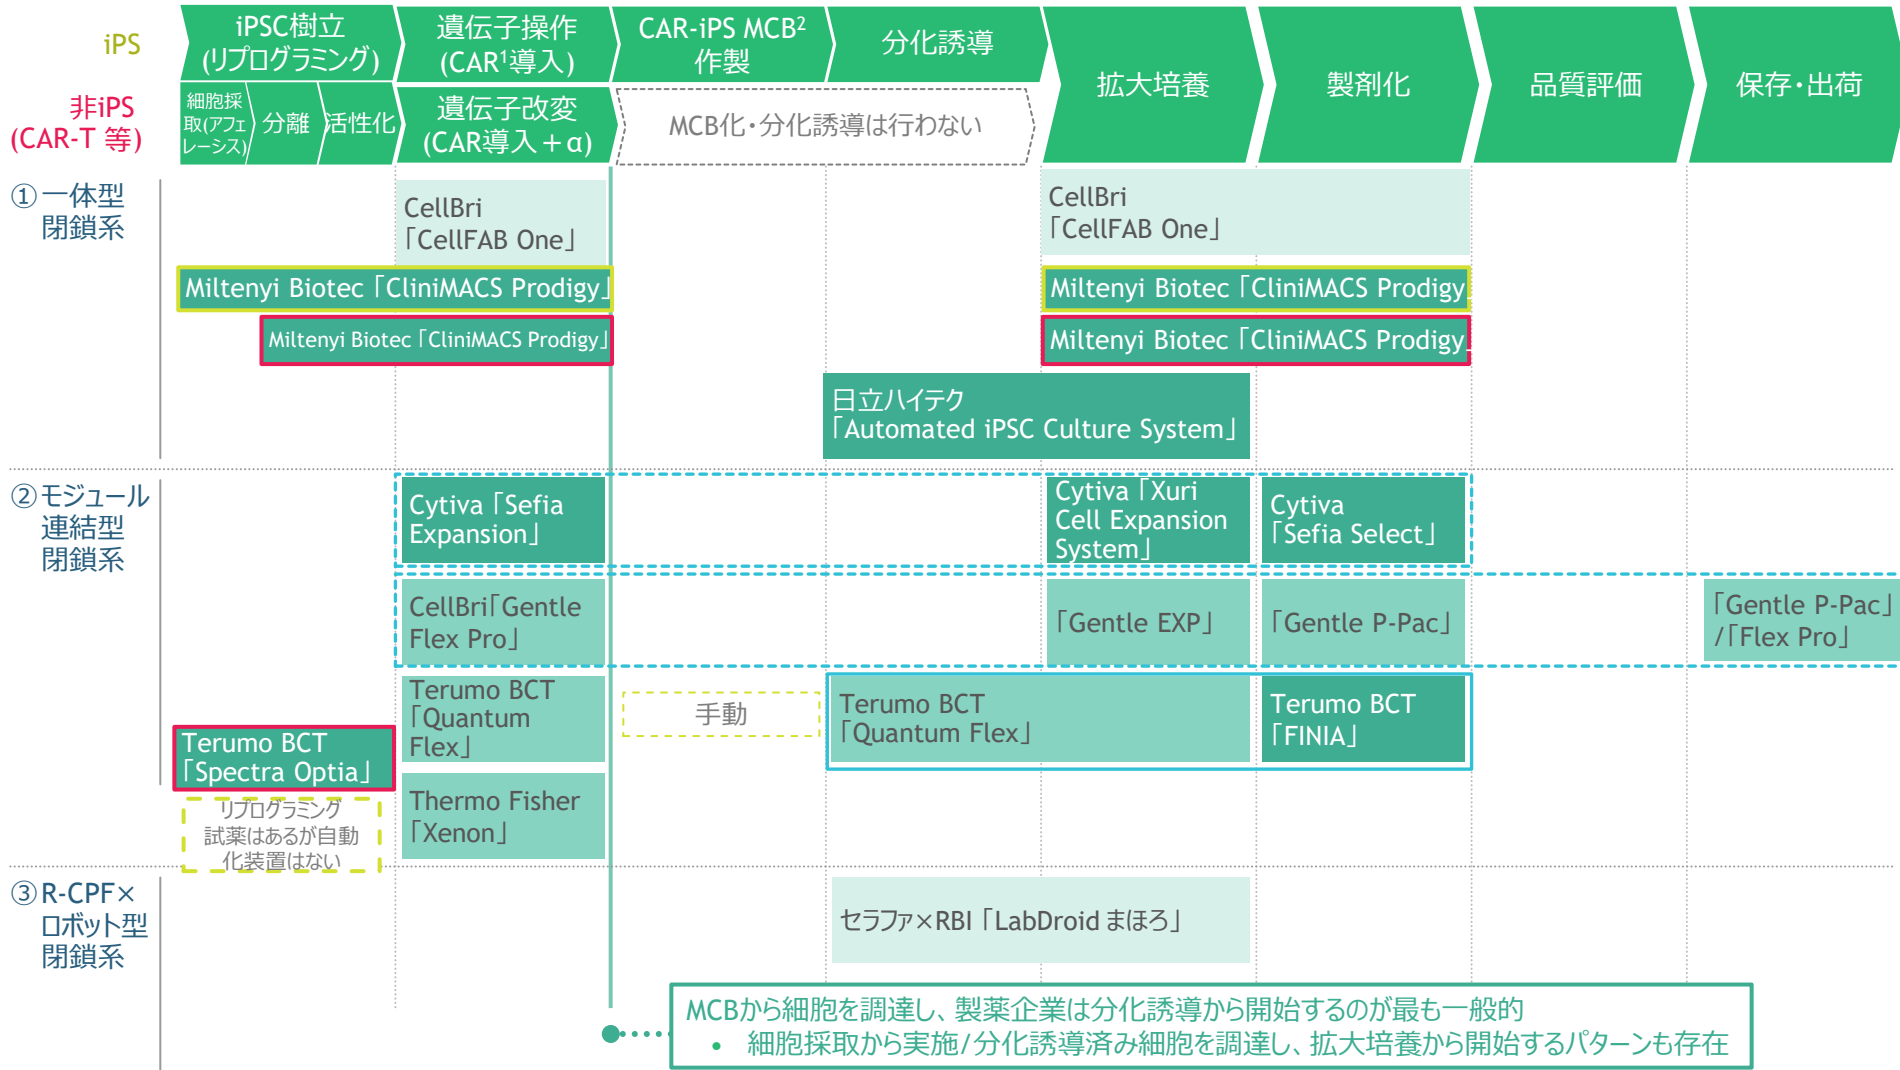 iPS
iPSC樹立
(リプログラミング)
遺伝子操作
(CAR1導入)
CAR-iPS MCB2
作製
分化誘導
拡大培養
製剤化
品質評価
保存・出荷
非iPS
(CAR-T 等)
細胞採
取(アフェ
レーシス)
分離
活性化
遺伝子改変
(CAR導入+α)
MCB化・分化誘導は行わない
①一体型
閉鎖系
CellBri
「CellFAB One」
CellBri
「CellFAB One」
Miltenyi Biotec「CliniMACS Prodigy」
Miltenyi Biotec「CliniMACS Prodigy」
Miltenyi Biotec「CliniMACS Prodigy」
Miltenyi Biotec「CliniMACS Prodigy」
日立ハイテク
「Automated iPSC Culture System」
②モジュール
連結型
閉鎖系
Cytiva「Sefia
Expansion」
Cytiva「Xuri
Cell Expansion
System」
Cytiva
「Sefia Select」
CellBri「Gentle
Flex Pro」
「Gentle EXP」
「Gentle P-Pac」
「Gentle P-Pac」
/「Flex Pro」
Terumo BCT
「Quantum
Flex」
手動
Terumo BCT
「Quantum Flex」
Terumo BCT
「FINIA」
Terumo BCT
「Spectra Optia」
リプログラミング
試薬はあるが自動
化装置はない
Thermo Fisher
「Xenon」
③R-CPF×
ロボット型
閉鎖系
セラファ×RBI「LabDroid まほろ」
MCBから細胞を調達し、製薬企業は分化誘導から開始するのが最も一般的
• 細胞採取から実施/分化誘導済み細胞を調達し、拡大培養から開始するパターンも存在